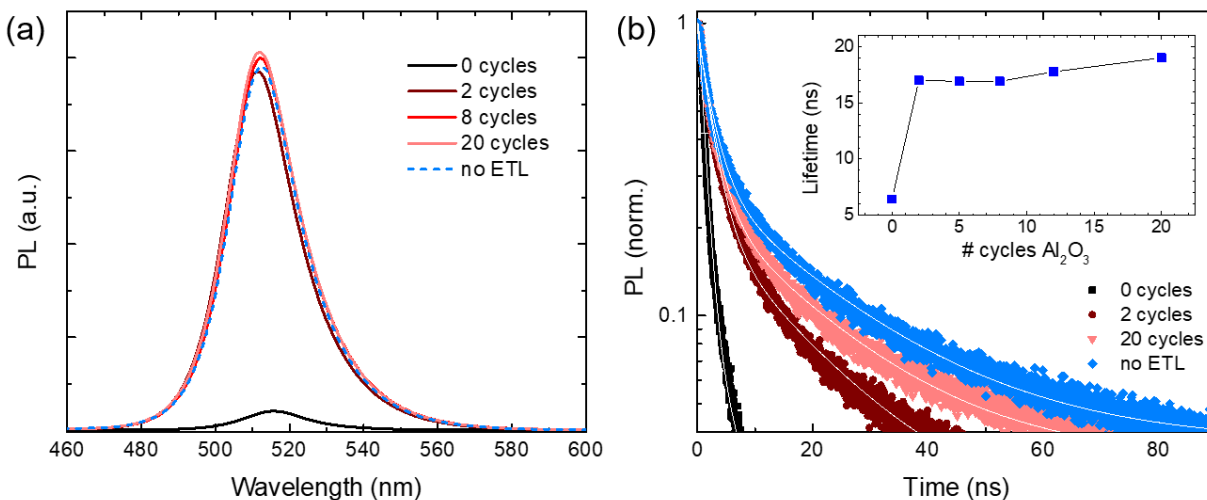 (a)
PL (a.u.)
0 cycles
2 cycles
8 cycles
20 cycles
no ETL
460 480 500 520 540 560 580 600
Wavelength (nm)
(b)
PL (norm.)
1
0.1
0 20 40 60 80
Time (ns)
Lifetime (ns)
20
15
10
5
0 5 10 15 20
# cycles Al₂O₃
0 cycles
2 cycles
20 cycles
no ETL